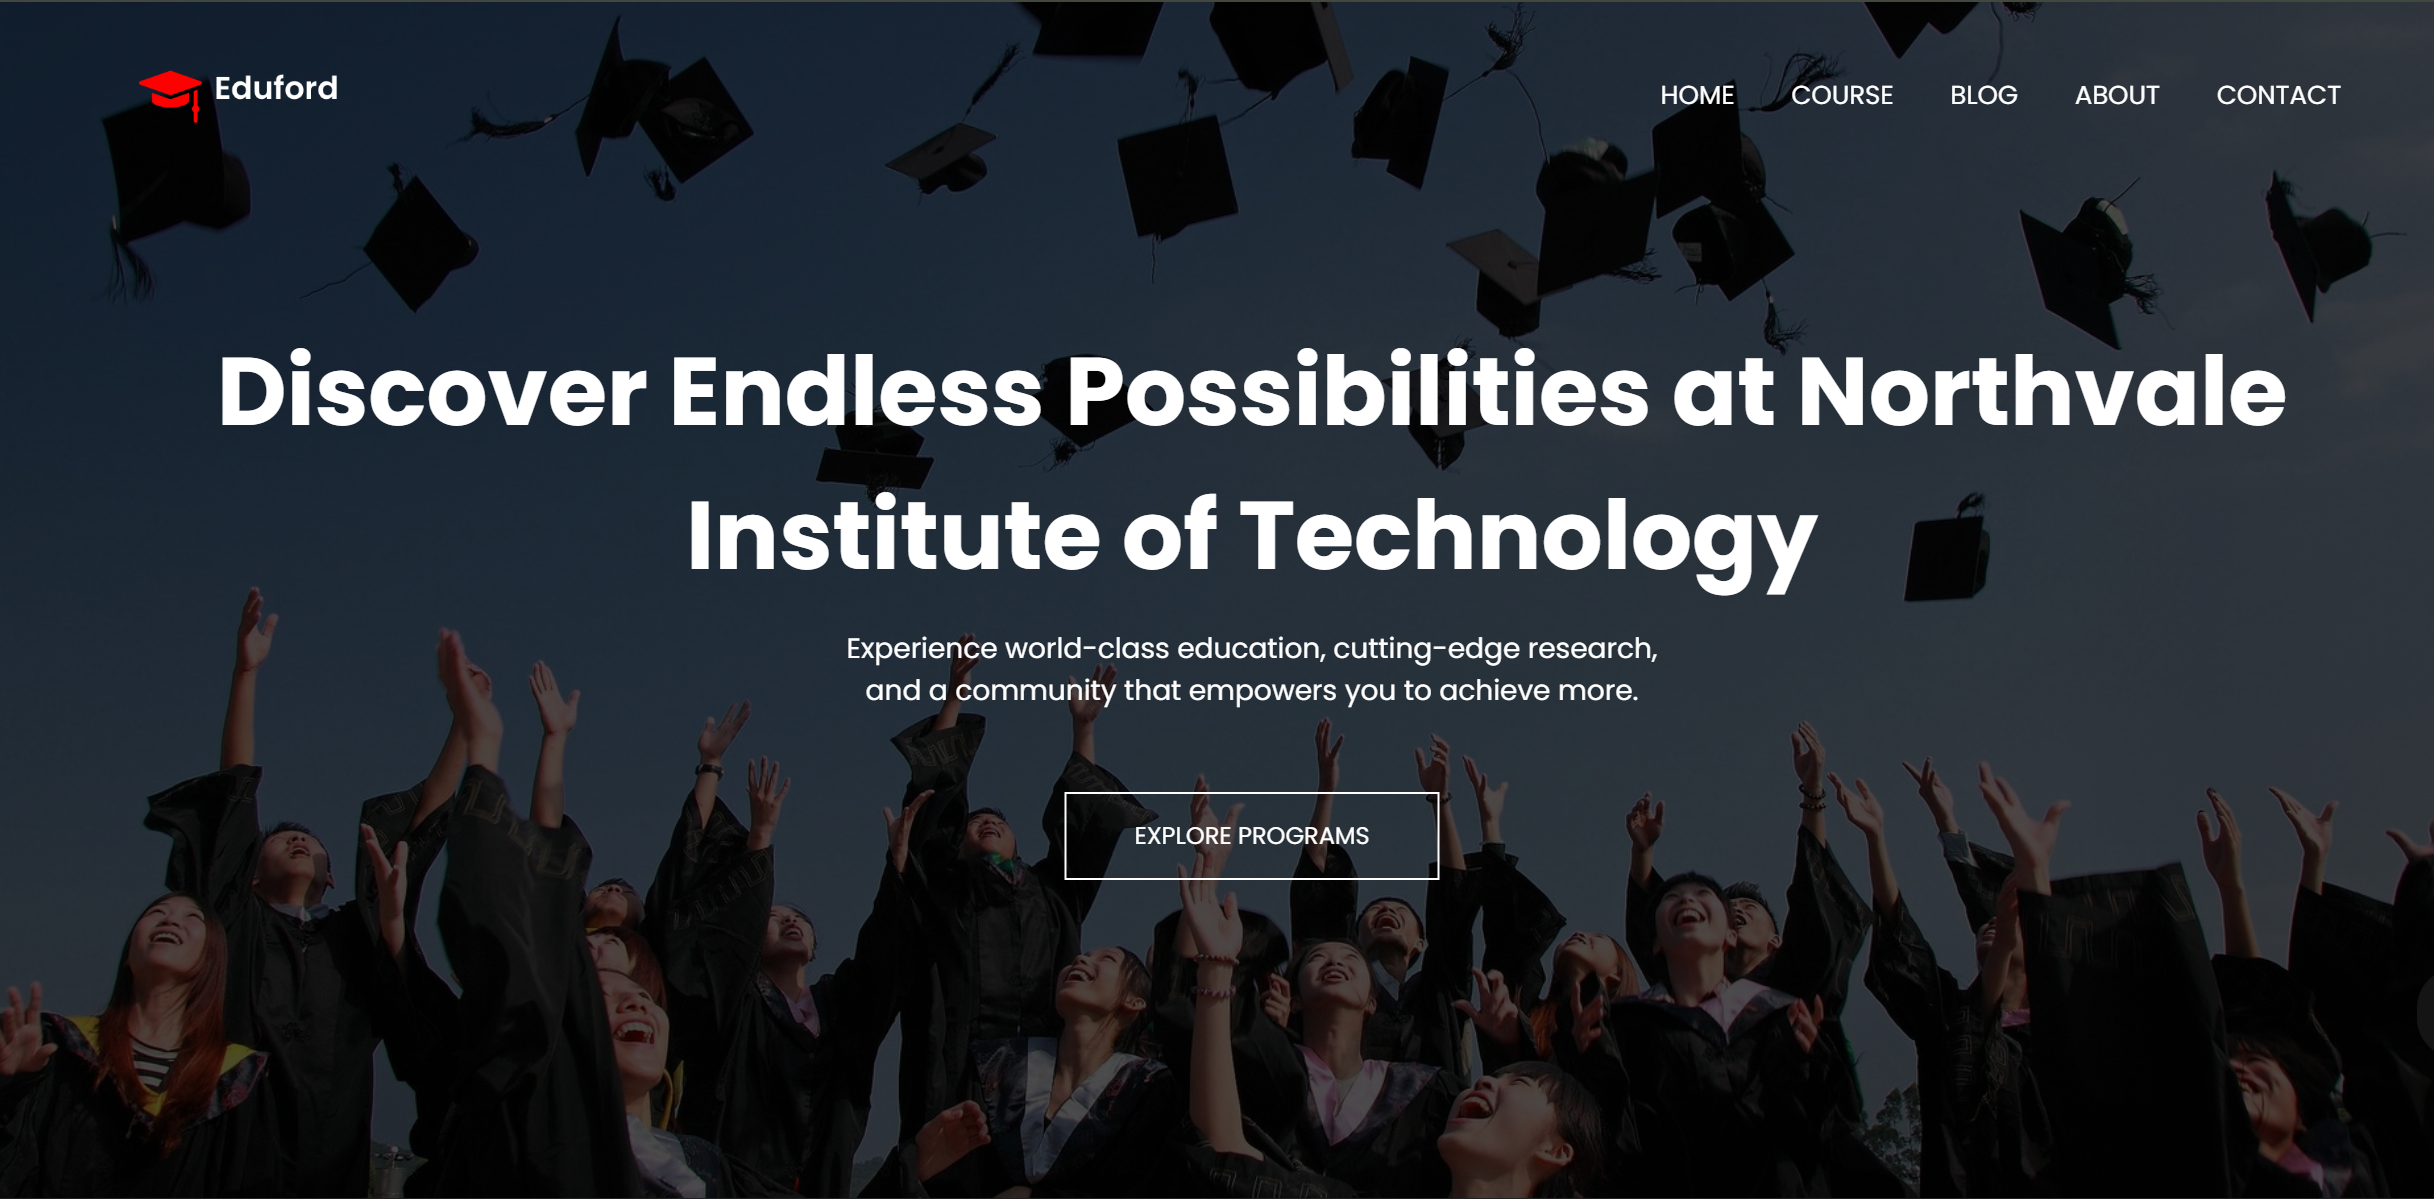 Eduford
HOME COURSE BLOG ABOUT CONTACT
Discover Endless Possibilities at Northvale
Institute of Technology
Experience world-class education, cutting-edge research,
and a community that empowers you to achieve more.
EXPLORE PROGRAMS